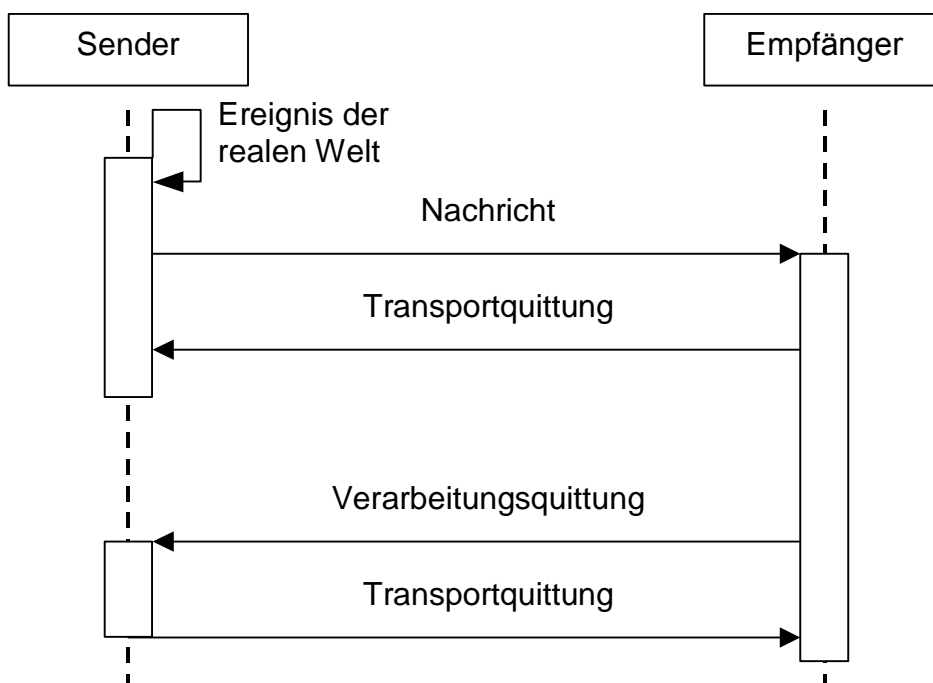 Sender
Empfänger
Ereignis der
realen Welt
Nachricht
Transportquittung
Verarbeitungsquittung
Transportquittung